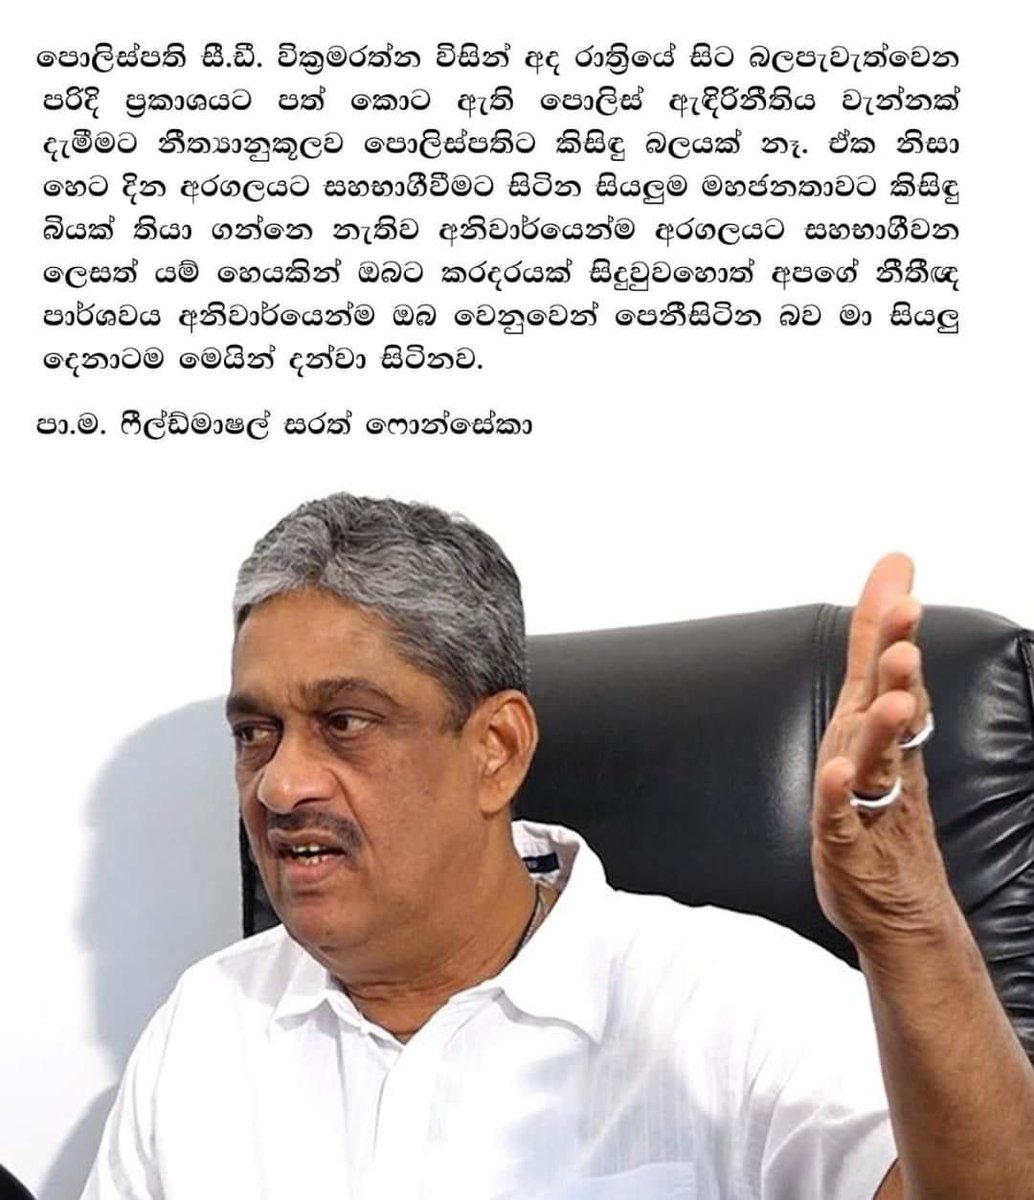 පොලිස්පති සී.ඩී. වික්‍රමරත්න විසින් අද රාත්‍රියේ සිට බලපැවැත්වෙන
පරිදි ප්‍රකාශයට පත් කොට ඇති පොලිස් ඇඳිරිනීතිය වැන්නක්
දැමීමට නීත්‍යානුකූලව පොලිස්පතිට කිසිඳු බලයක් නෑ. ඒක නිසා
හෙට දින අරගලයට සහභාගීවීමට සිටින සියලුම මහජනතාවට කිසිඳු
බියක් තියා ගන්නෙ නැතිව අනිවාර්යෙන්ම අරගලයට සහභාගීවන
ලෙසත් යම් හෙයකින් ඔබට කරදරයක් සිදුවුවහොත් අපගේ නීතීඥ
පාර්ශවය අනිවාර්යෙන්ම ඔබ වෙනුවෙන් පෙනීසිටින බව මා සියලු
දෙනාටම මෙයින් දන්වා සිටිනව.
පා.ම. ෆීල්ඩ්මාෂල් සරත් ෆොන්සේකා